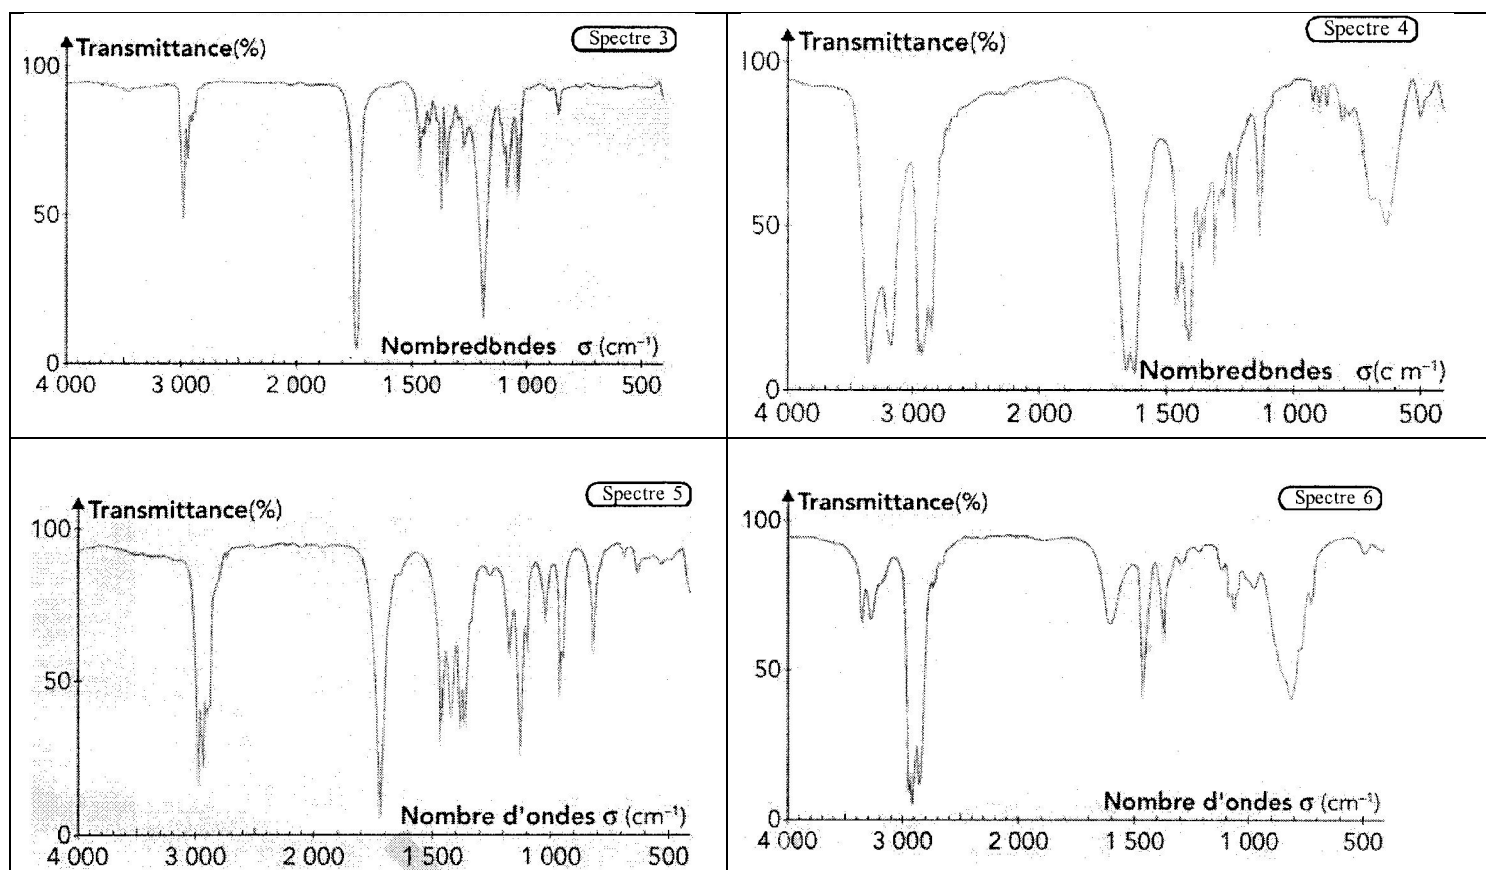 Transmittance(%)
Spectre 3
100
50
0
Nombredbndes σ (cm⁻¹)
4 000 3 000 2 000 1 500 1 000 500
Transmittance(%)
Spectre 4
100
50
0
Nombredbndes σ(c m⁻¹)
4 000 3 000 2 000 1 500 1 000 500
Transmittance(%)
Spectre 5
100
50
0
Nombre d'ondes σ (cm⁻¹)
4 000 3 000 2 000 1 500 1 000 500
Transmittance(%)
Spectre 6
100
50
0
Nombre d'ondes σ (cm⁻¹)
4 000 3 000 2 000 1 500 1 000 500